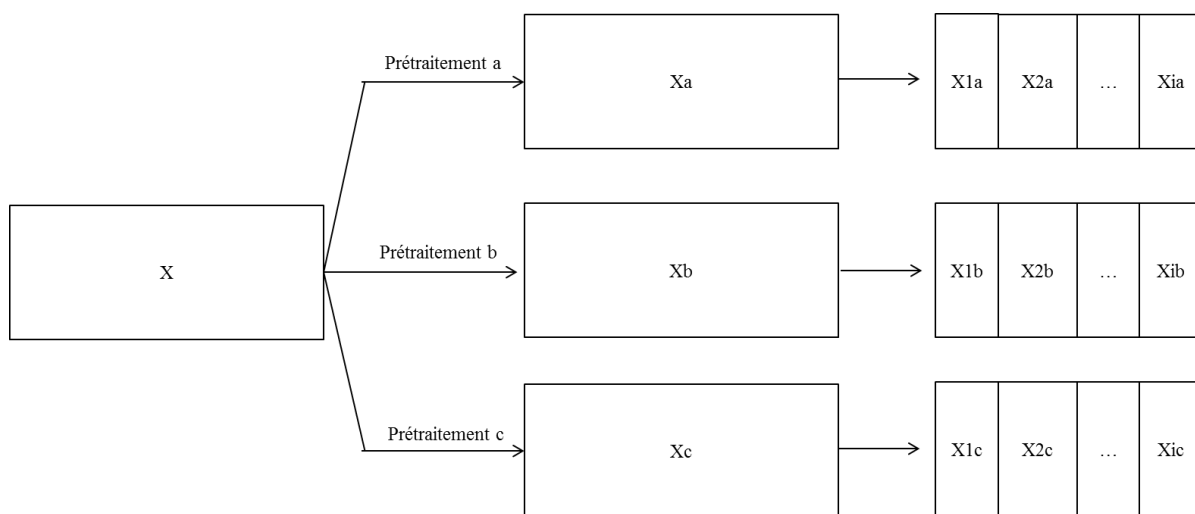 Prétraitement a
Xa
X1a X2a … Xia
X
Prétraitement b
Xb
X1b X2b … Xib
Prétraitement c
Xc
X1c X2c … Xic